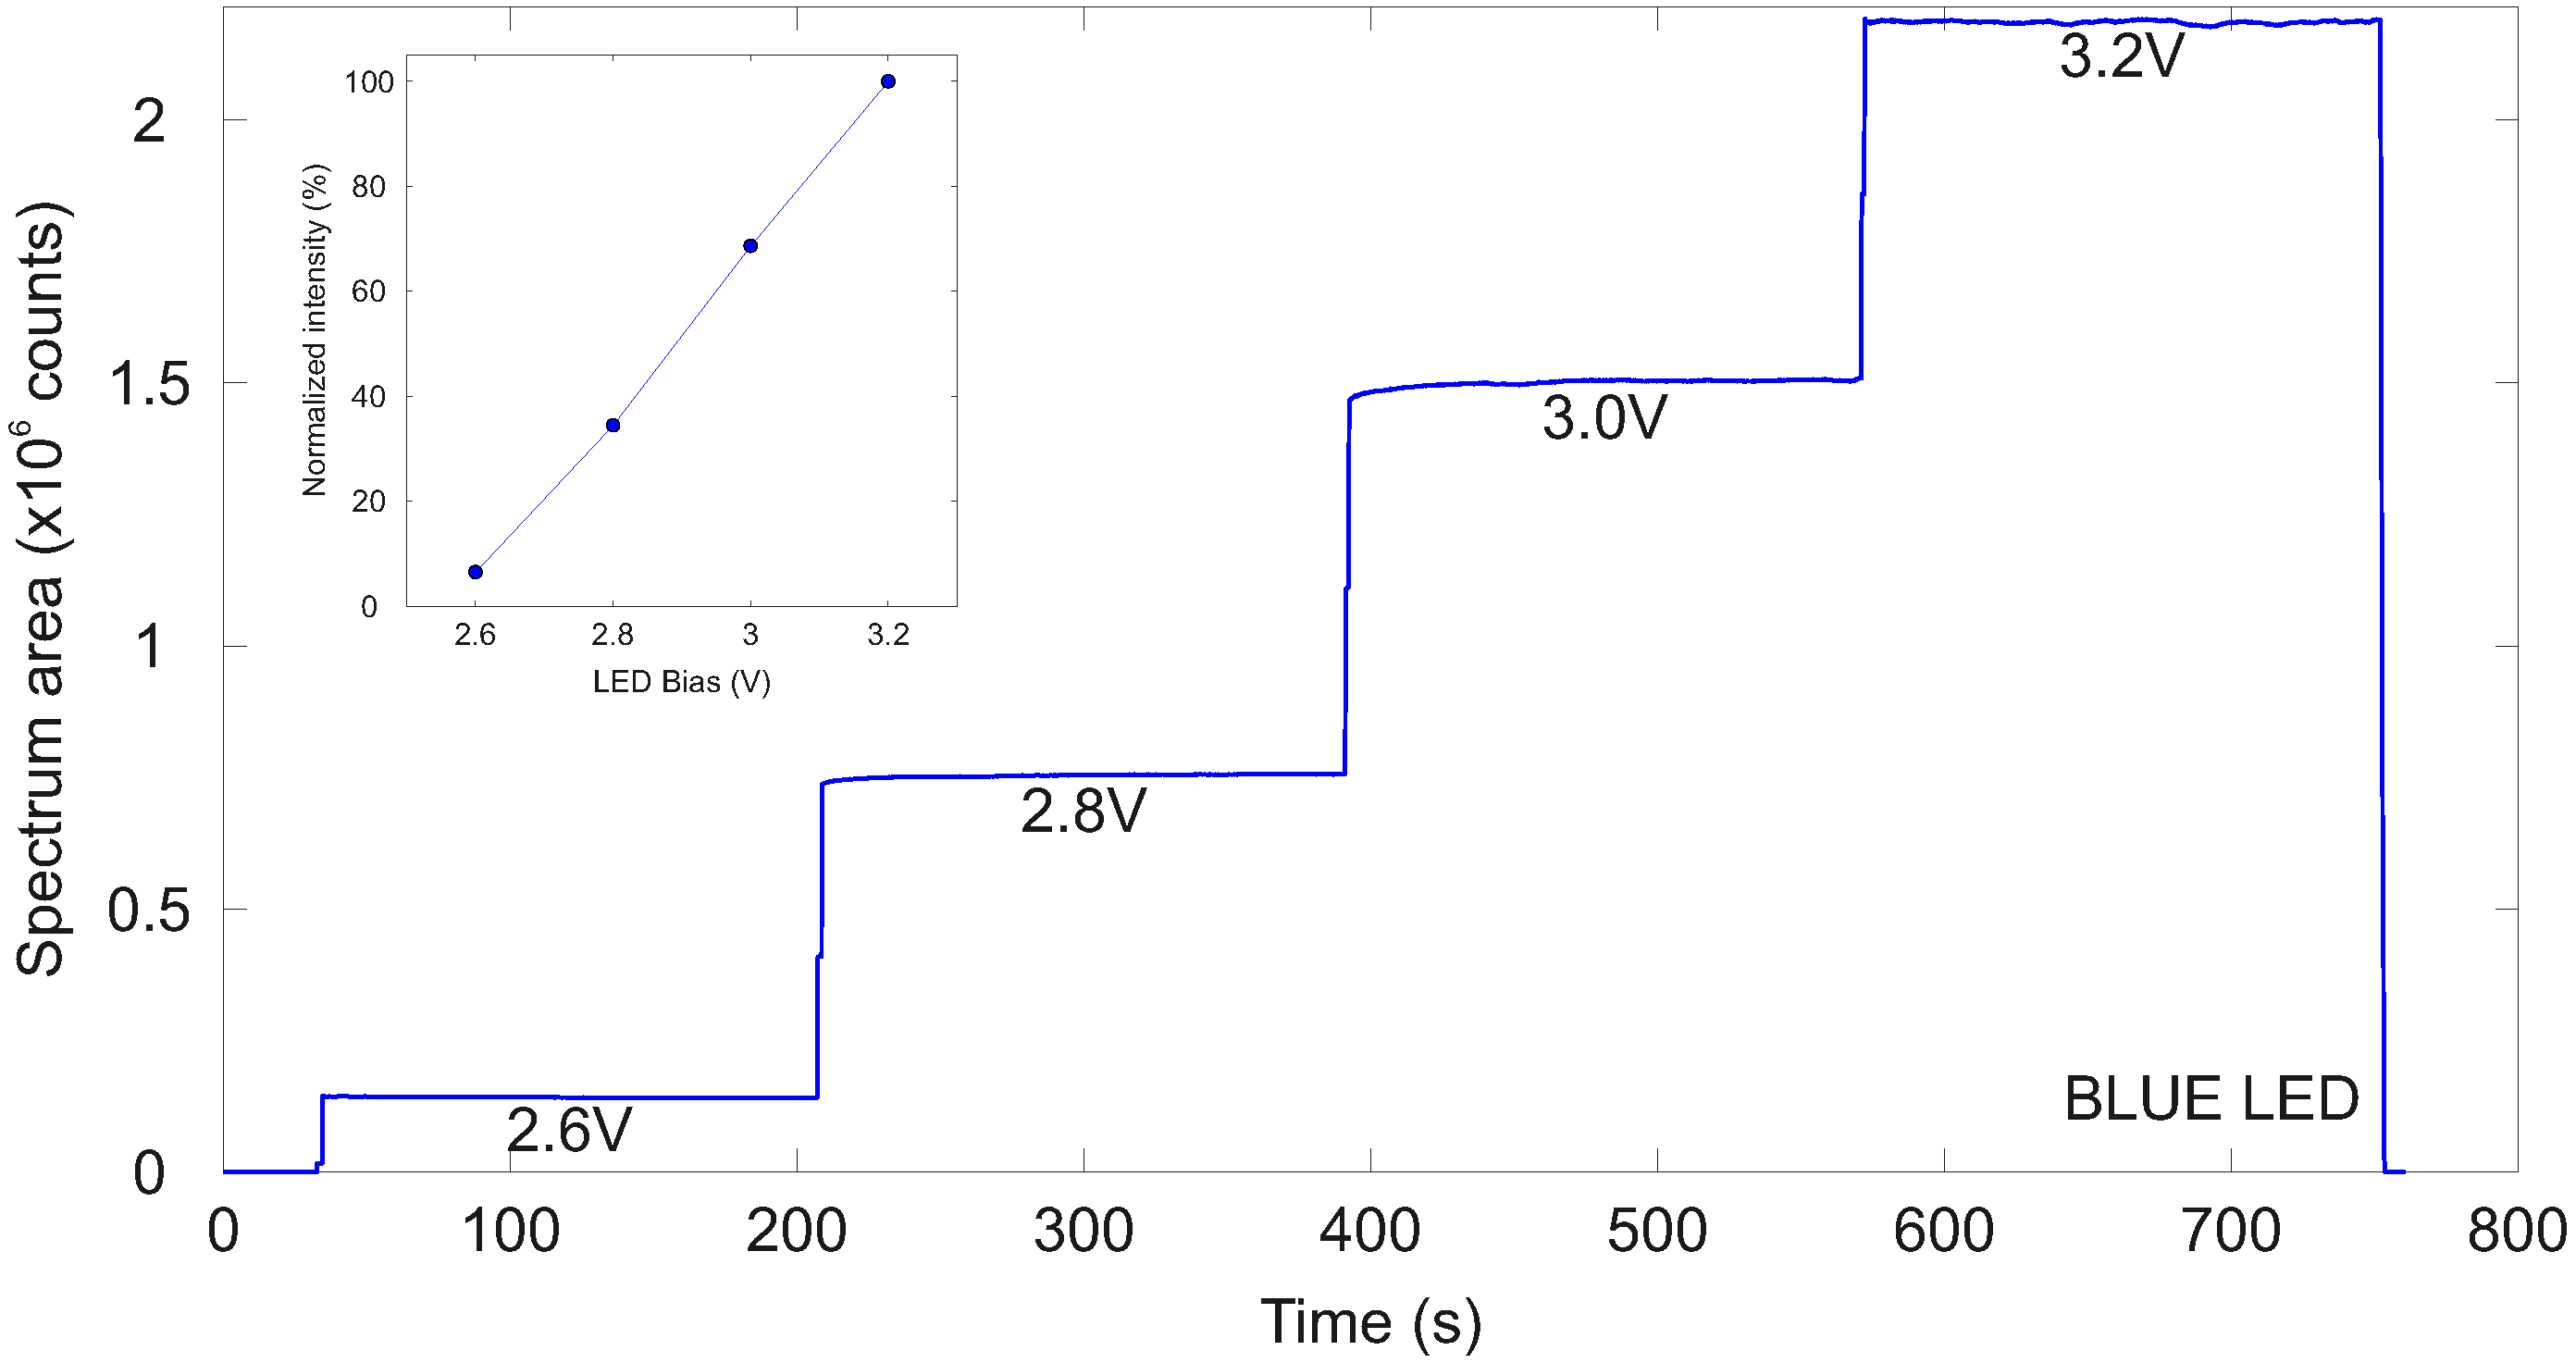 Spectrum area (x10⁶ counts)
2
1.5
1
0.5
0
0 100 200 300 400 500 600 700 800
Time (s)
Normalized intensity (%)
100
80
60
40
20
0
2.6 2.8 3 3.2
LED Bias (V)
3.2V
3.0V
2.8V
2.6V
BLUE LED